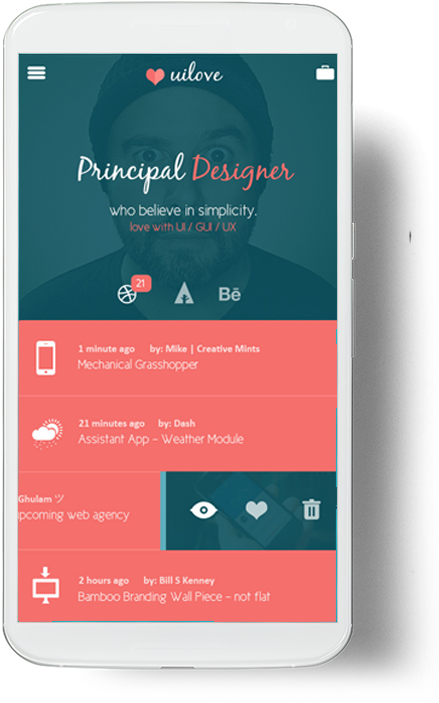 uilove
Principal Designer
who believe in simplicity.
love with UI / GUI / UX
21
Bē
1 minute ago by: Mike | Creative Mints
Mechanical Grasshopper
21 minutes ago by: Dash
Assistant App – Weather Module
Ghulam ツ
upcoming web agency
2 hours ago by: Bill S Kenney
Bamboo Branding Wall Piece – not flat